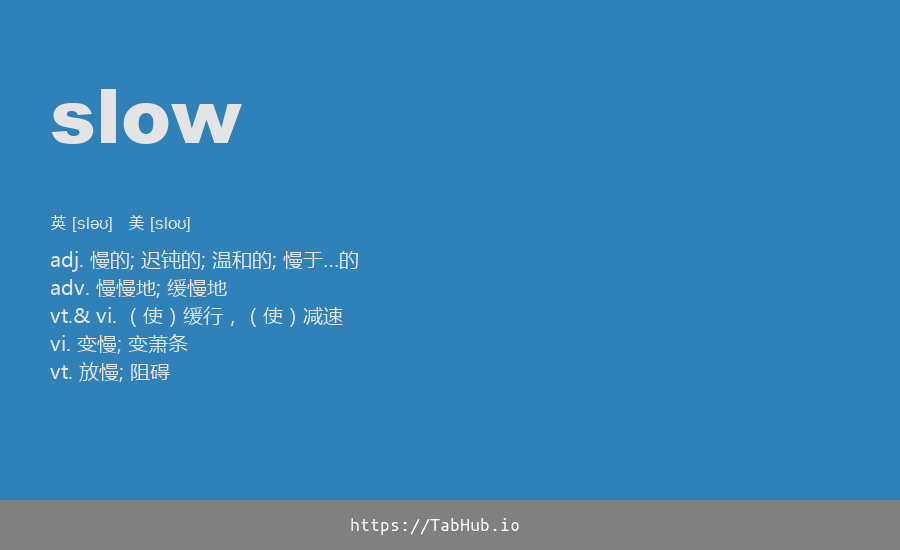 slow
英 [sləʊ] 美 [sloʊ]
adj. 慢的; 迟钝的; 温和的; 慢于…的
adv. 慢慢地; 缓慢地
vt.& vi. （使）缓行，（使）减速
vi. 变慢; 变萧条
vt. 放慢; 阻碍
https://TabHub.io